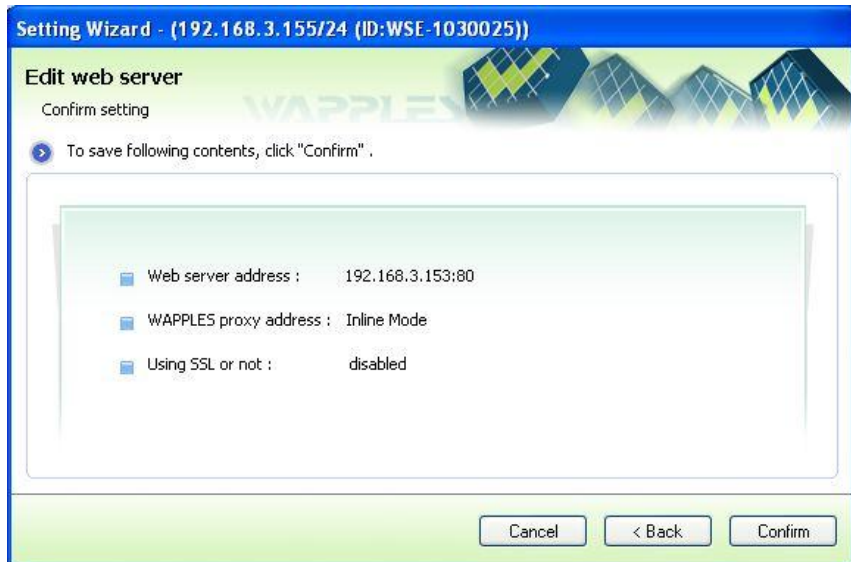 Setting Wizard - (192.168.3.155/24 (ID:WSE-1030025))
Edit web server
Confirm setting
WAPPLES
To save following contents, click "Confirm" .
Web server address : 192.168.3.153:80
WAPPLES proxy address : Inline Mode
Using SSL or not : disabled
Cancel < Back Confirm